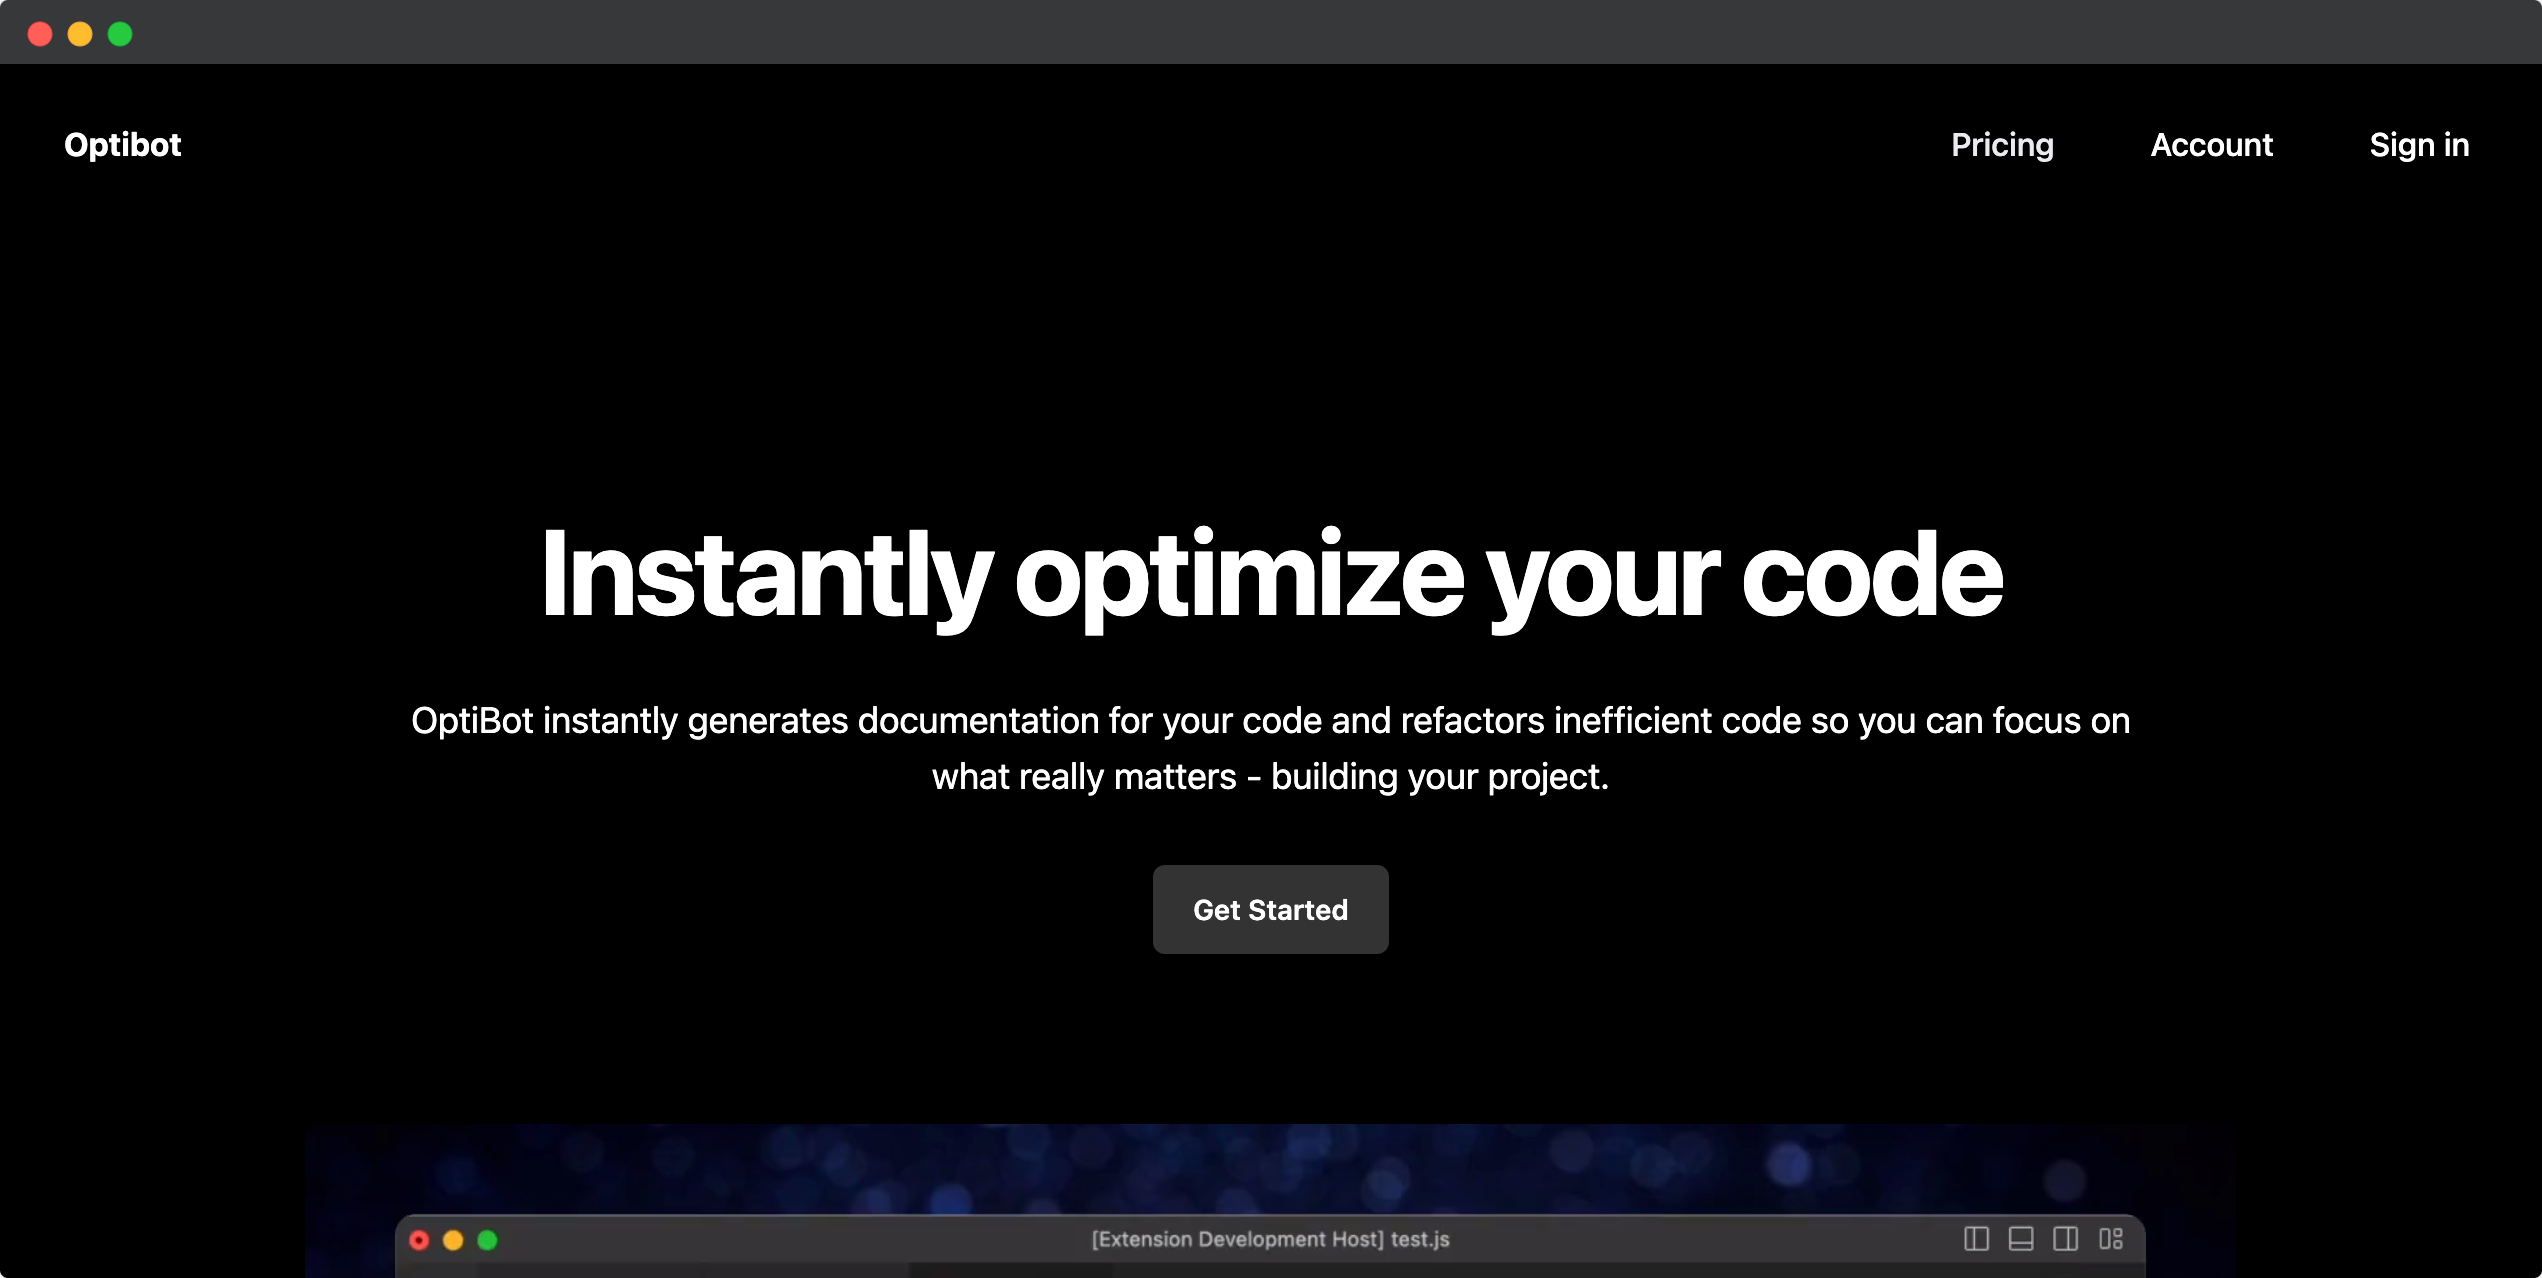 Optibot
Pricing
Account
Sign in
Instantly optimize your code
OptiBot instantly generates documentation for your code and refactors inefficient code so you can focus on
what really matters - building your project.
Get Started
[Extension Development Host] test.js